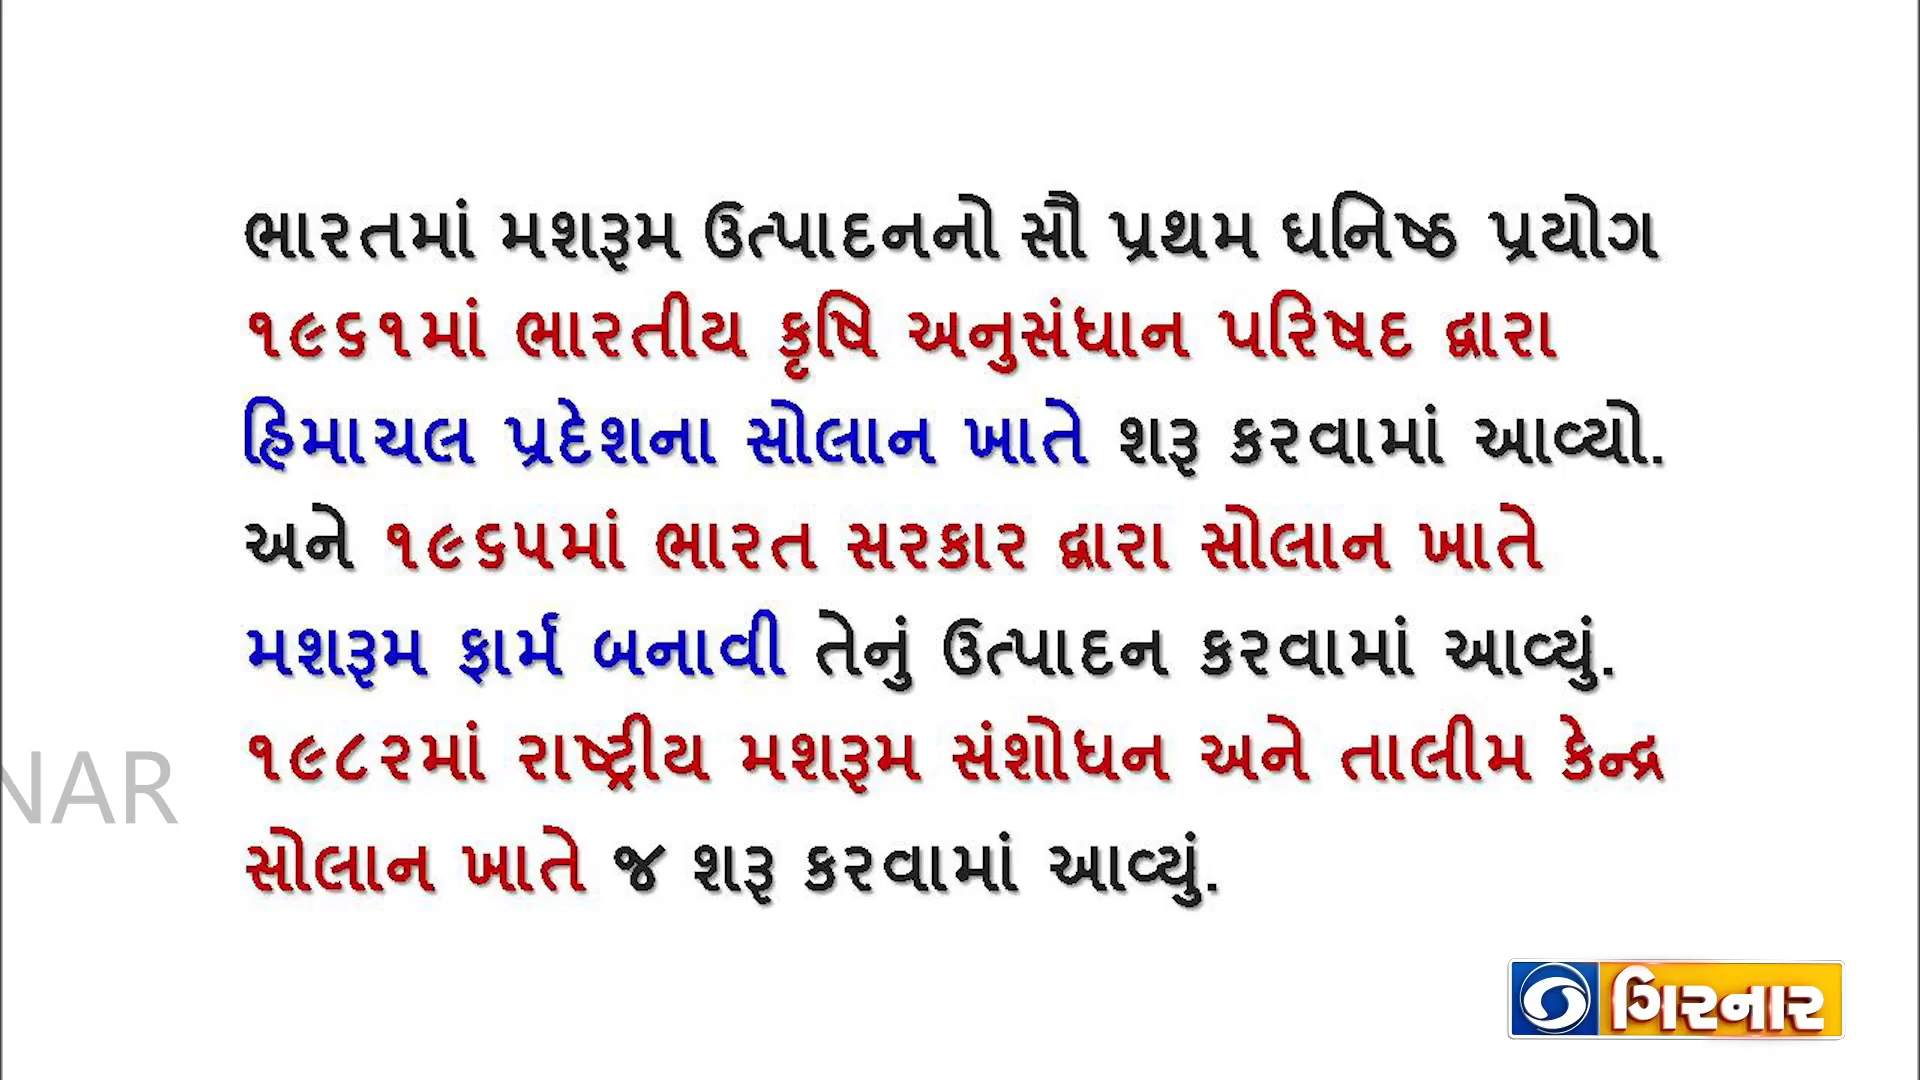 ભારતમાં મશરૂમ ઉત્પાદનનો સૌ પ્રથમ ઘનિષ્ઠ પ્રયોગ
૧૯૬૧માં ભારતીય કૃષિ અનુસંધાન પરિષદ દ્વારા
હિમાચલ પ્રદેશના સોલાન ખાતે શરૂ કરવામાં આવ્યો.
અને ૧૯૬૫માં ભારત સરકાર દ્વારા સોલાન ખાતે
મશરૂમ ફાર્મ બનાવી તેનું ઉત્પાદન કરવામાં આવ્યું.
૧૯૮૨માં રાષ્ટ્રીય મશરૂમ સંશોધન અને તાલીમ કેન્દ્ર
NAR
સોલાન ખાતે જ શરૂ કરવામાં આવ્યું.
ગિરનાર